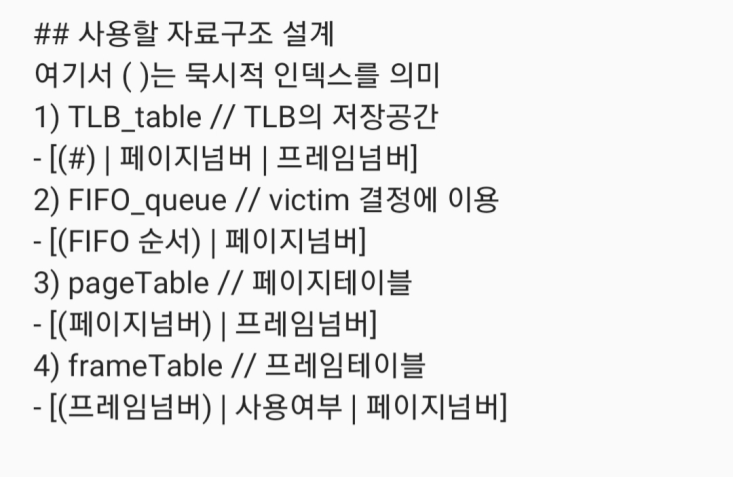 ## 사용할 자료구조 설계
여기서 ( )는 묵시적 인덱스를 의미
1) TLB_table // TLB의 저장공간
- [(#) | 페이지넘버 | 프레임넘버]
2) FIFO_queue // victim 결정에 이용
- [(FIFO 순서) | 페이지넘버]
3) pageTable // 페이지테이블
- [(페이지넘버) | 프레임넘버]
4) frameTable // 프레임테이블
- [(프레임넘버) | 사용여부 | 페이지넘버]